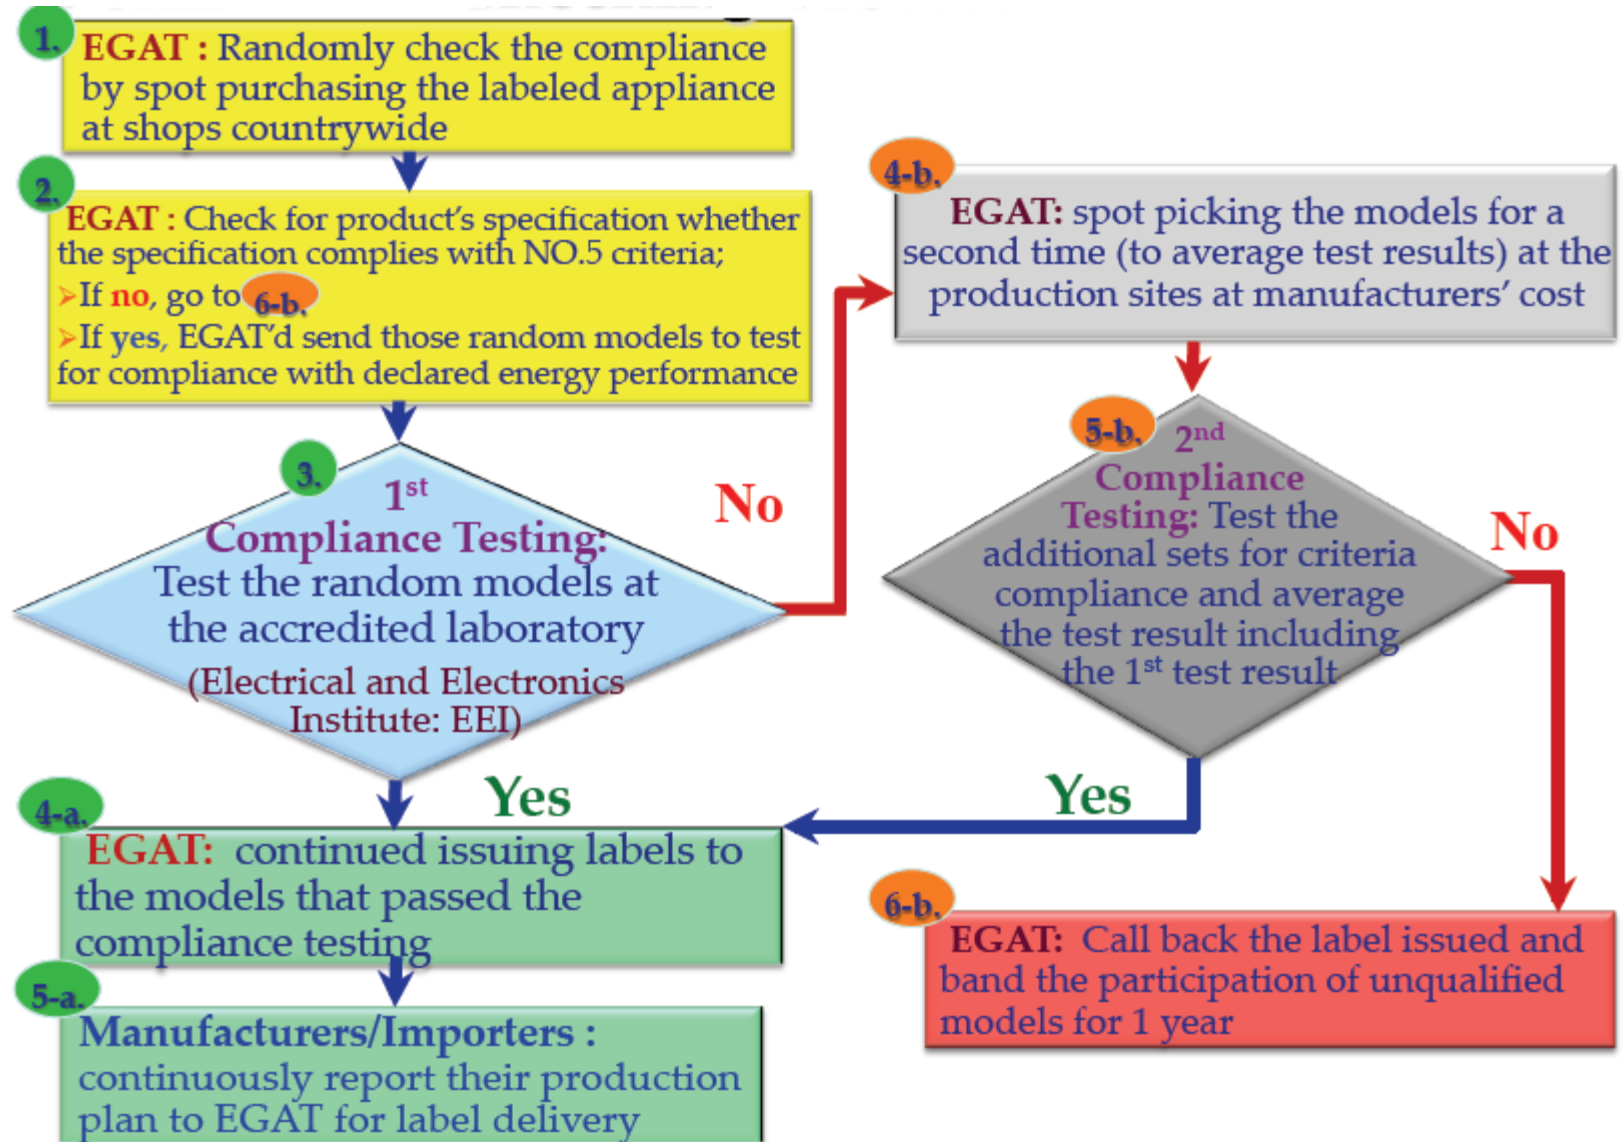 1.
EGAT : Randomly check the compliance
by spot purchasing the labeled appliance
at shops countrywide
2.
EGAT : Check for product's specification whether
the specification complies with NO.5 criteria;
➢If no, go to 6-b.
➢If yes, EGAT'd send those random models to test
for compliance with declared energy performance
3.
1st
Compliance Testing:
Test the random models at
the accredited laboratory
(Electrical and Electronics
Institute: EEI)
No
Yes
4-a.
EGAT: continued issuing labels to
the models that passed the
compliance testing
5-a.
Manufacturers/Importers :
continuously report their production
plan to EGAT for label delivery
4-b.
EGAT: spot picking the models for a
second time (to average test results) at the
production sites at manufacturers' cost
5-b.
2nd
Compliance
Testing: Test the
additional sets for criteria
compliance and average
the test result including
the 1st test result
No
Yes
6-b.
EGAT: Call back the label issued and
band the participation of unqualified
models for 1 year